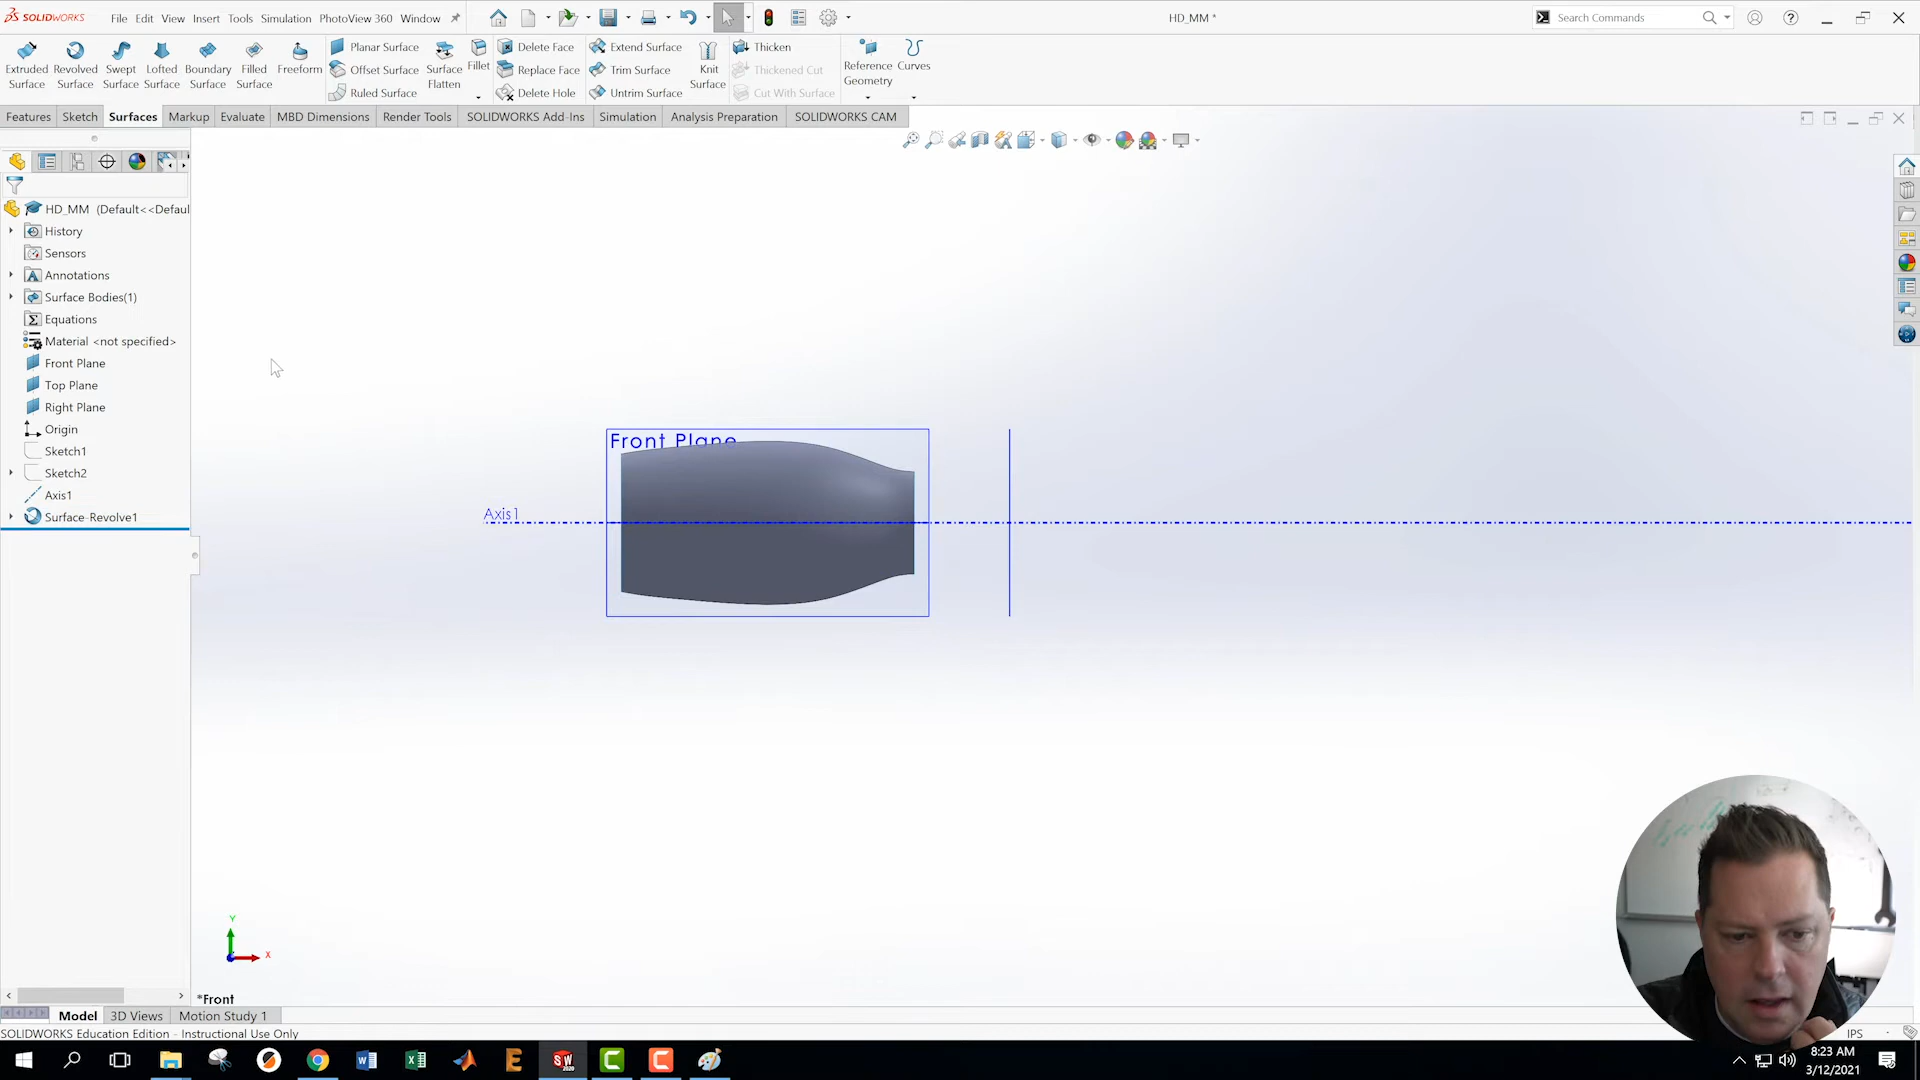 SOLIDWORKS File Edit View Insert Tools Simulation PhotoView 360 Window HD_MM * Search Commands
Extruded Surface
Revolved Surface
Swept Surface
Lofted Surface
Boundary Surface
Filled Surface
Freeform
Planar Surface
Offset Surface
Ruled Surface
Surface Flatten
Fillet
Delete Face
Replace Face
Delete Hole
Extend Surface
Trim Surface
Untrim Surface
Knit Surface
Thicken
Thickened Cut
Cut With Surface
Reference Geometry
Curves
Features Sketch Surfaces Markup Evaluate MBD Dimensions Render Tools SOLIDWORKS Add-Ins Simulation Analysis Preparation SOLIDWORKS CAM
HD_MM (Default<<Defaul
History
Sensors
Annotations
Surface Bodies(1)
Equations
Material <not specified>
Front Plane
Top Plane
Right Plane
Origin
Sketch1
Sketch2
Axis1
Surface-Revolve1
Front Plane
Axis1
Y
X
*Front
Model 3D Views Motion Study 1
SOLIDWORKS Education Edition - Instructional Use Only
IPS
8:23 AM
3/12/2021